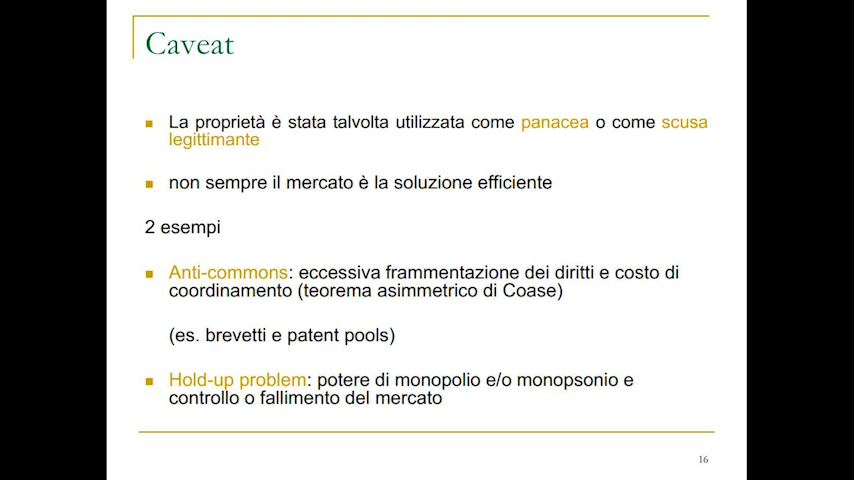 Caveat
La proprietà è stata talvolta utilizzata come panacea o come scusa
legittimante
non sempre il mercato è la soluzione efficiente
2 esempi
Anti-commons: eccessiva frammentazione dei diritti e costo di
coordinamento (teorema asimmetrico di Coase)
(es. brevetti e patent pools)
Hold-up problem: potere di monopolio e/o monopsonio e
controllo o fallimento del mercato
16